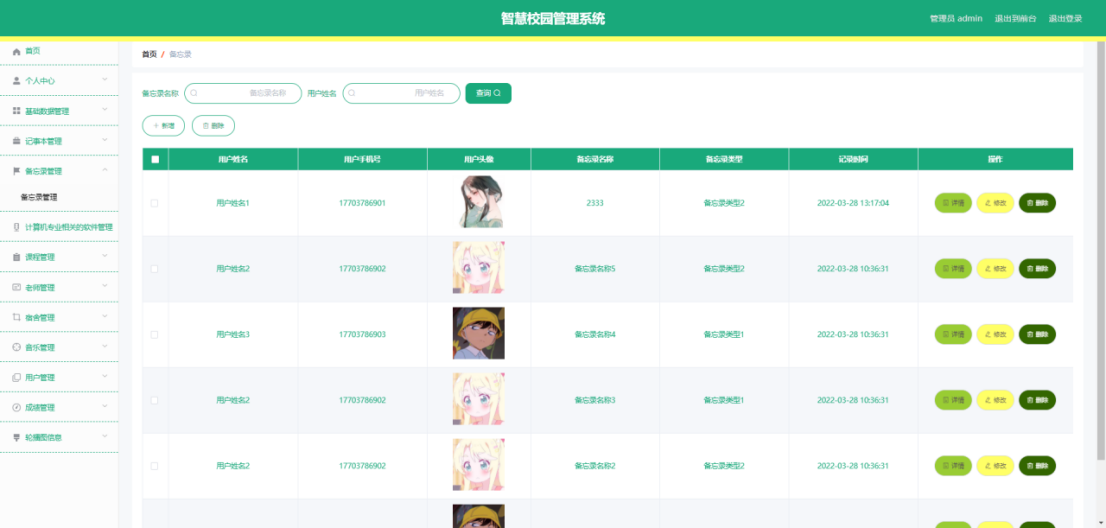 智慧校园管理系统
管理员 admin 退出到前台 退出登录
首页
个人中心
基础数据管理
记事本管理
备忘录管理
备忘录管理
计算机专业相关的软件管理
课程管理
老师管理
宿舍管理
音乐管理
用户管理
成绩管理
轮播图信息
首页 / 备忘录
备忘录名称 备忘录名称 用户姓名 用户姓名 查询
+ 新增 删除
用户姓名 用户手机号 用户头像 备忘录名称 备忘录类型 记录时间 操作
用户姓名1 17703786901 2333 备忘录类型2 2022-03-28 13:17:04 详情 修改 删除
用户姓名2 17703786902 备忘录名称5 备忘录类型2 2022-03-28 10:36:31 详情 修改 删除
用户姓名3 17703786903 备忘录名称4 备忘录类型1 2022-03-28 10:36:31 详情 修改 删除
用户姓名2 17703786902 备忘录名称3 备忘录类型1 2022-03-28 10:36:31 详情 修改 删除
用户姓名2 17703786902 备忘录名称2 备忘录类型2 2022-03-28 10:36:31 详情 修改 删除